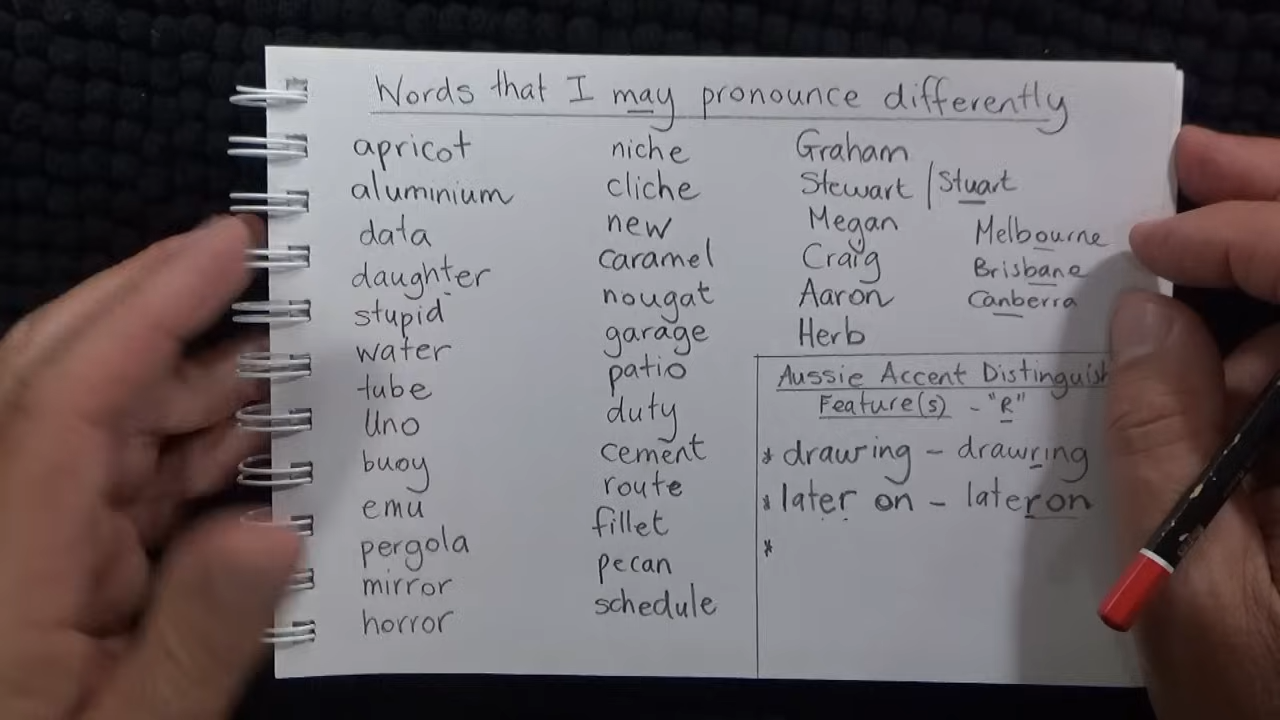 Words that I may pronounce differently
apricot
aluminium
data
daughter
stupid
water
tube
Uno
buoy
emu
pergola
mirror
horror
niche
cliche
new
caramel
nougat
garage
patio
duty
cement
route
fillet
pecan
schedule
Graham
Stewart / Stuart
Megan
Craig
Aaron
Herb
Melbourne
Brisbane
Canberra
Aussie Accent Distinguish
Feature(s) - "R"
* drawing - drawring
* later on - lateron
*